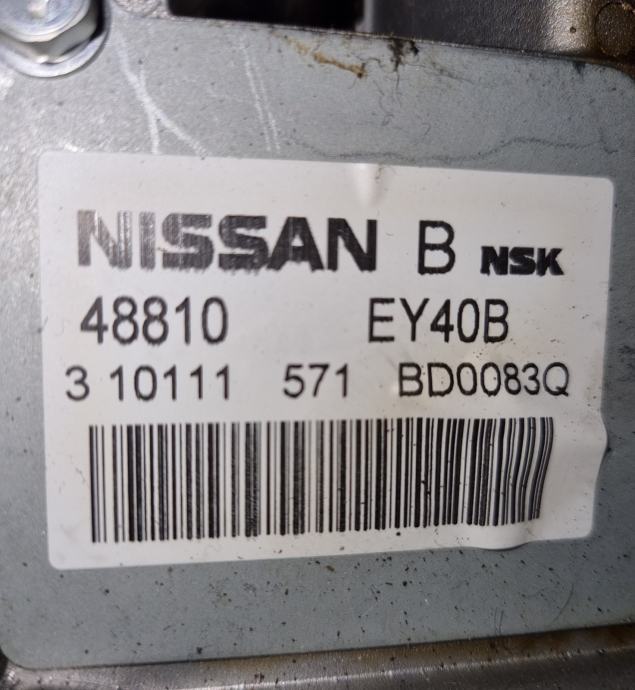 NISSAN B NSK
48810 EY40B
3 10111 571 BD0083Q